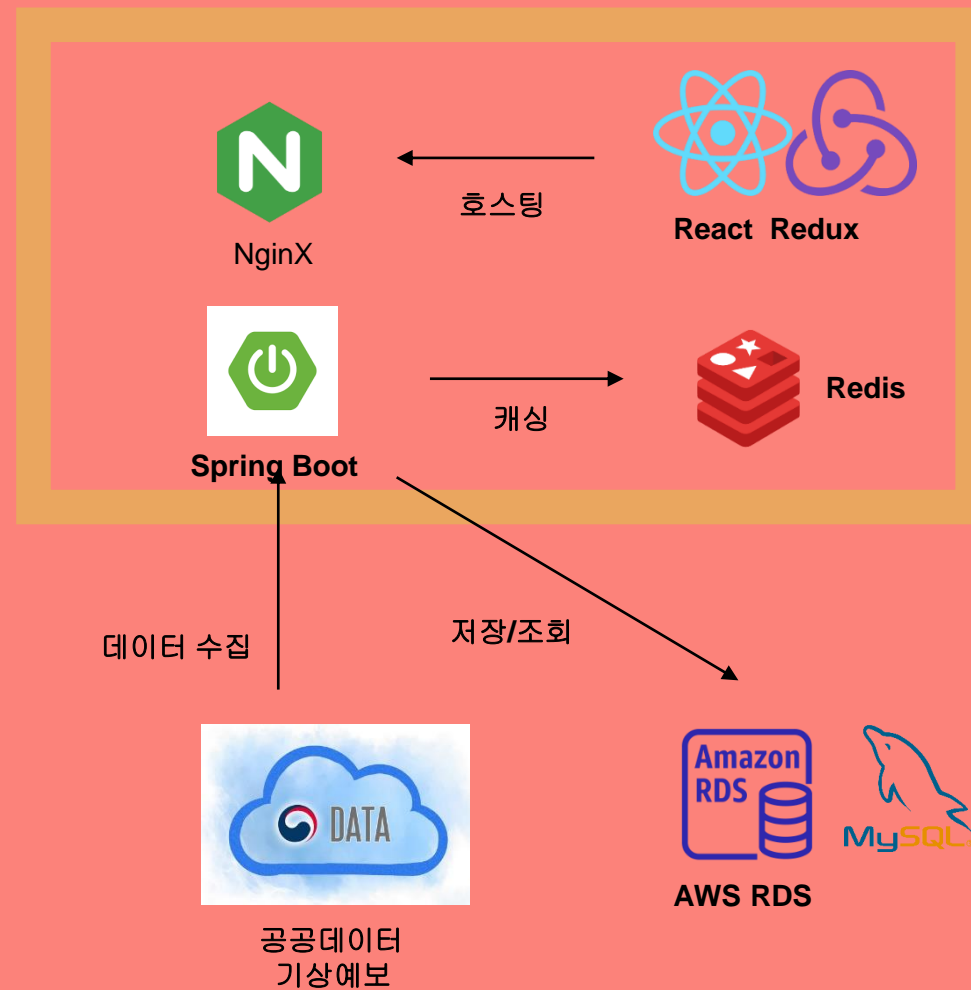 N
호스팅
React Redux
NginX
캐싱
Redis
Spring Boot
데이터 수집
저장/조회
DATA
Amazon
RDS
MySQL
AWS RDS
공공데이터
기상예보